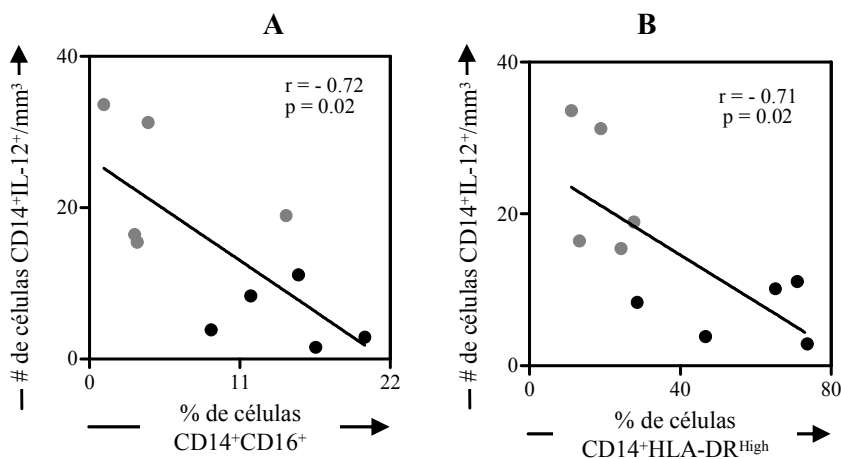 A
# de células CD14⁺IL-12⁺/mm³
40
20
0
r = - 0.72
p = 0.02
0 11 22
% de células
CD14⁺CD16⁺
B
# de células CD14⁺IL-12⁺/mm³
40
20
0
r = - 0.71
p = 0.02
0 40 80
% de células
CD14⁺HLA-DRᴴⁱᵍʰ